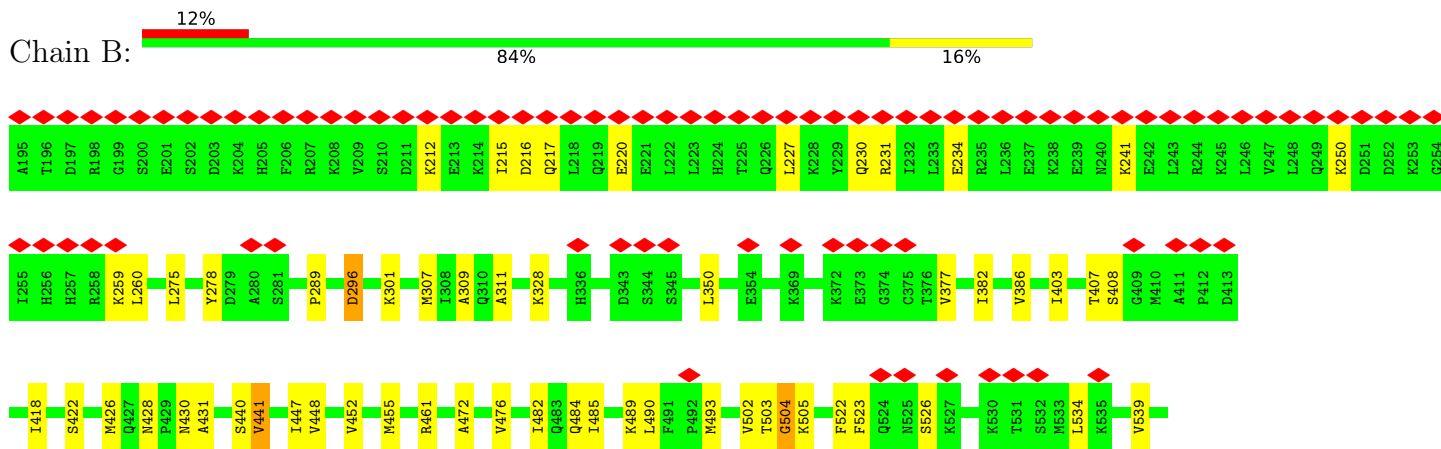 12%
Chain B:
84% 16%
A195 T196 D197 R198 G199 S200 E201 S202 D203 K204 H205 F206 R207 K208 V209 S210 D211 K212 E213 K214 I215 D216 Q217 L218 Q219 E220 E221 L222 L223 H224 T225 Q226 L227 K228 Y229 Q230 R231 I232 L233 E234 R235 L236 E237 K238 E239 N240 K241 E242 L243 R244 K245 L246 V247 L248 Q249 K250 D251 D252 K253 G254
I255 H256 H257 R258 K259 L260 L275 Y278 D279 A280 S281 P289 D296 K301 M307 I308 A309 Q310 A311 K328 H336 D343 S344 S345 L350 E354 K369 K372 E373 G374 C375 T376 V377 I382 V386 I403 T407 S408 G409 M410 A411 P412 D413
I418 S422 M426 Q427 N428 P429 N430 A431 S440 V441 I447 V448 V452 M455 R461 A472 V476 I482 Q483 Q484 I485 K489 L490 F491 P492 M493 V502 T503 G504 K505 F522 F523 Q524 N525 S526 K527 K530 T531 S532 M533 L534 K535 V539